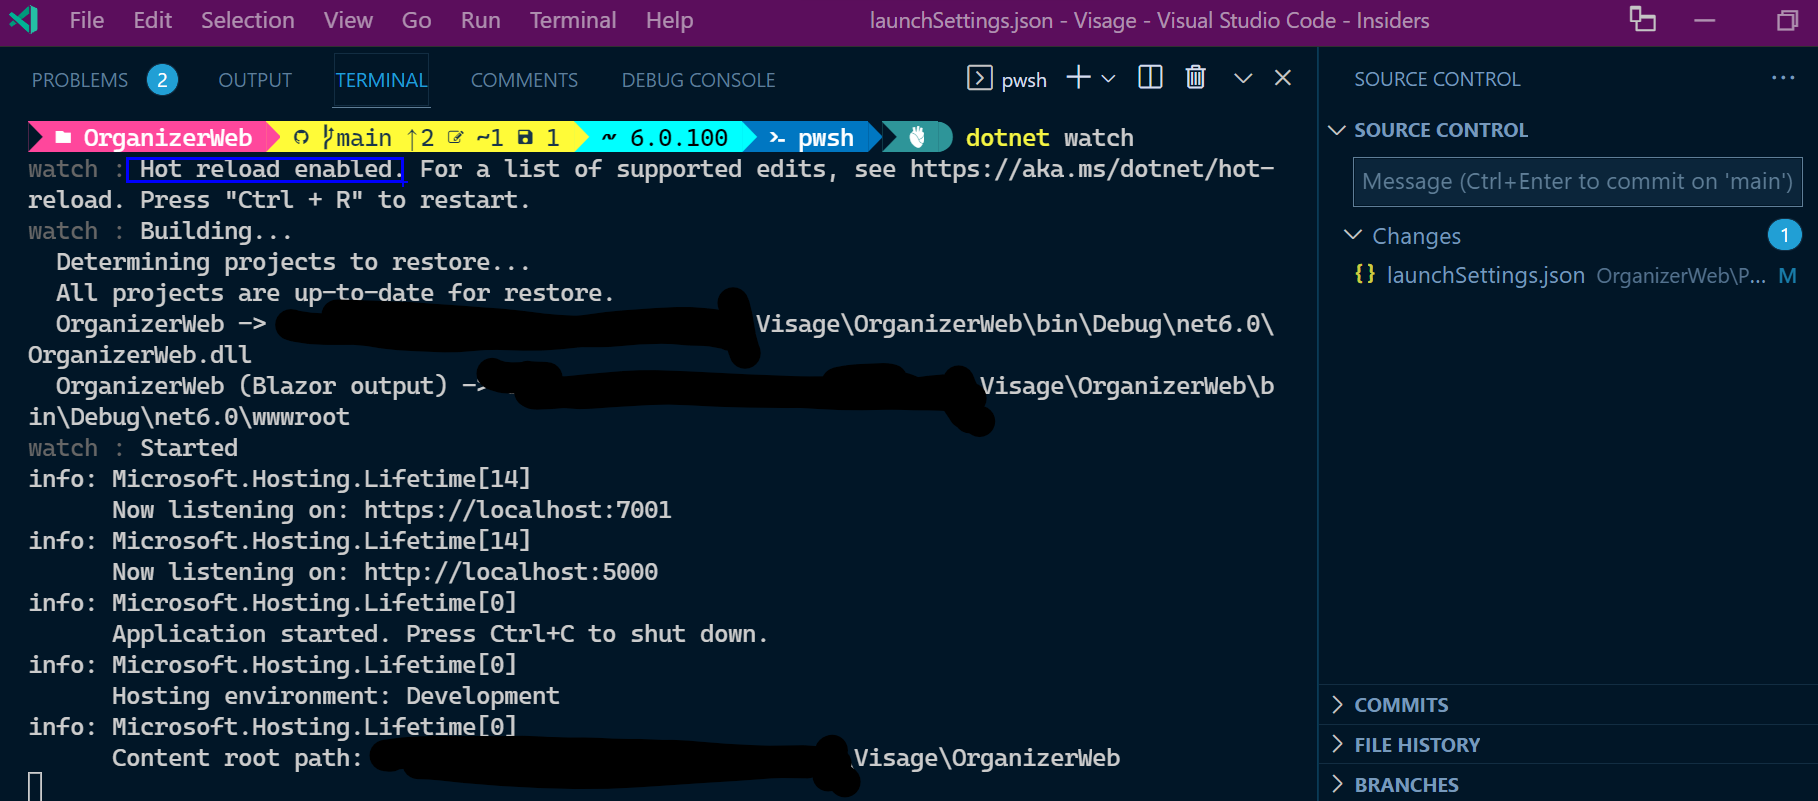 File Edit Selection View Go Run Terminal Help launchSettings.json - Visage - Visual Studio Code - Insiders
PROBLEMS 2 OUTPUT TERMINAL COMMENTS DEBUG CONSOLE pwsh
OrganizerWeb main ↑2 ~1 1 6.0.100 pwsh dotnet watch
watch : Hot reload enabled. For a list of supported edits, see https://aka.ms/dotnet/hot-
reload. Press "Ctrl + R" to restart.
watch : Building...
Determining projects to restore...
All projects are up-to-date for restore.
OrganizerWeb -> Visage\OrganizerWeb\bin\Debug\net6.0\
OrganizerWeb.dll
OrganizerWeb (Blazor output) -> Visage\OrganizerWeb\b
in\Debug\net6.0\wwwroot
watch : Started
info: Microsoft.Hosting.Lifetime[14]
Now listening on: https://localhost:7001
info: Microsoft.Hosting.Lifetime[14]
Now listening on: http://localhost:5000
info: Microsoft.Hosting.Lifetime[0]
Application started. Press Ctrl+C to shut down.
info: Microsoft.Hosting.Lifetime[0]
Hosting environment: Development
info: Microsoft.Hosting.Lifetime[0]
Content root path: \Visage\OrganizerWeb
SOURCE CONTROL ...
SOURCE CONTROL
Message (Ctrl+Enter to commit on 'main')
Changes 1
{} launchSettings.json OrganizerWeb\P... M
COMMITS
FILE HISTORY
BRANCHES